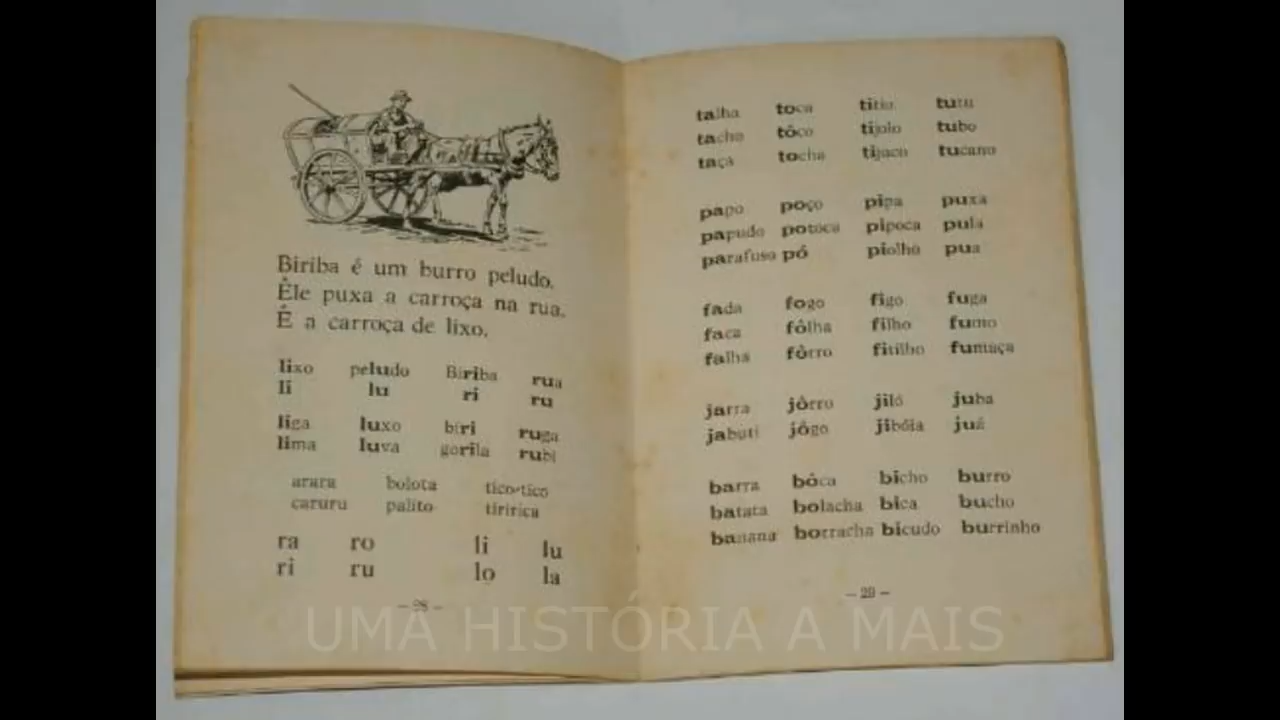 Biriba é um burro peludo.
Êle puxa a carroça na rua.
É a carroça de lixo.
lixo peludo Biriba rua
li lu ri ru
liga luxo biri ruga
lima luva gorila rubi
arara bolota tico-tico
caruru palito tiririca
ra ro li lu
ri ru lo la
- 28 -
talha toca titia tutu
tacho tôco tijolo tubo
taça tocha tijuco tucano
papo poço pipa puxa
papudo potoca pipoca pula
parafuso pó piolho pua
fada fogo figo fuga
faca fôlha filho fumo
falha fôrro fitilho fumaça
jarra jôrro jiló juba
jabuti jôgo jibóia juá
barra bôca bicho burro
batata bolacha bica bucho
banana borracha bicudo burrinho
- 29 -
UMA HISTÓRIA A MAIS